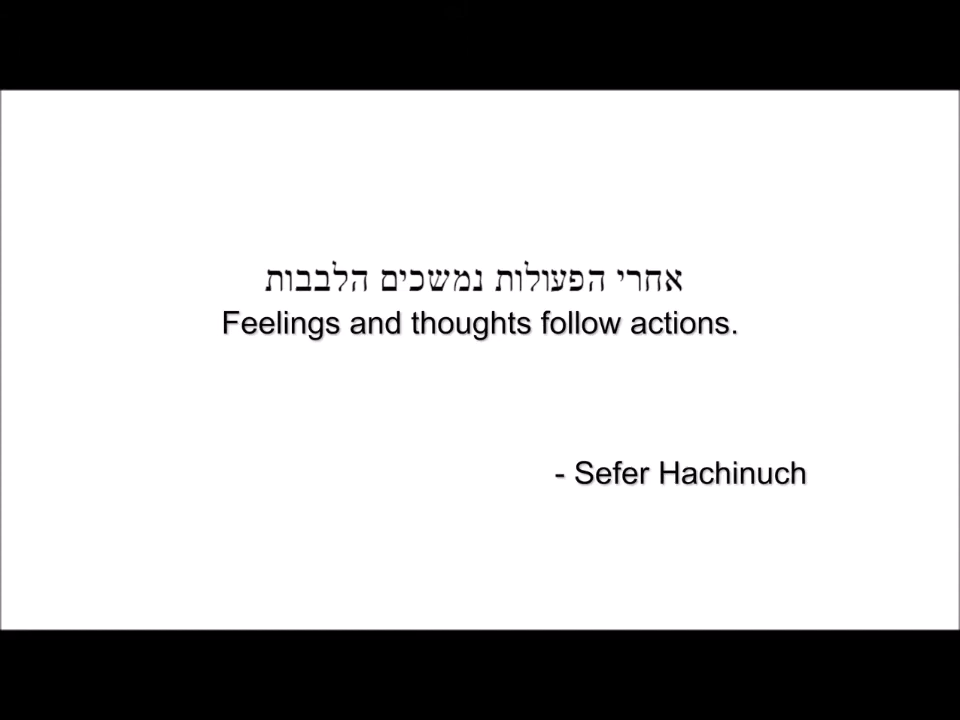 אחרי הפעולות נמשכים הלבבות
Feelings and thoughts follow actions.
- Sefer Hachinuch